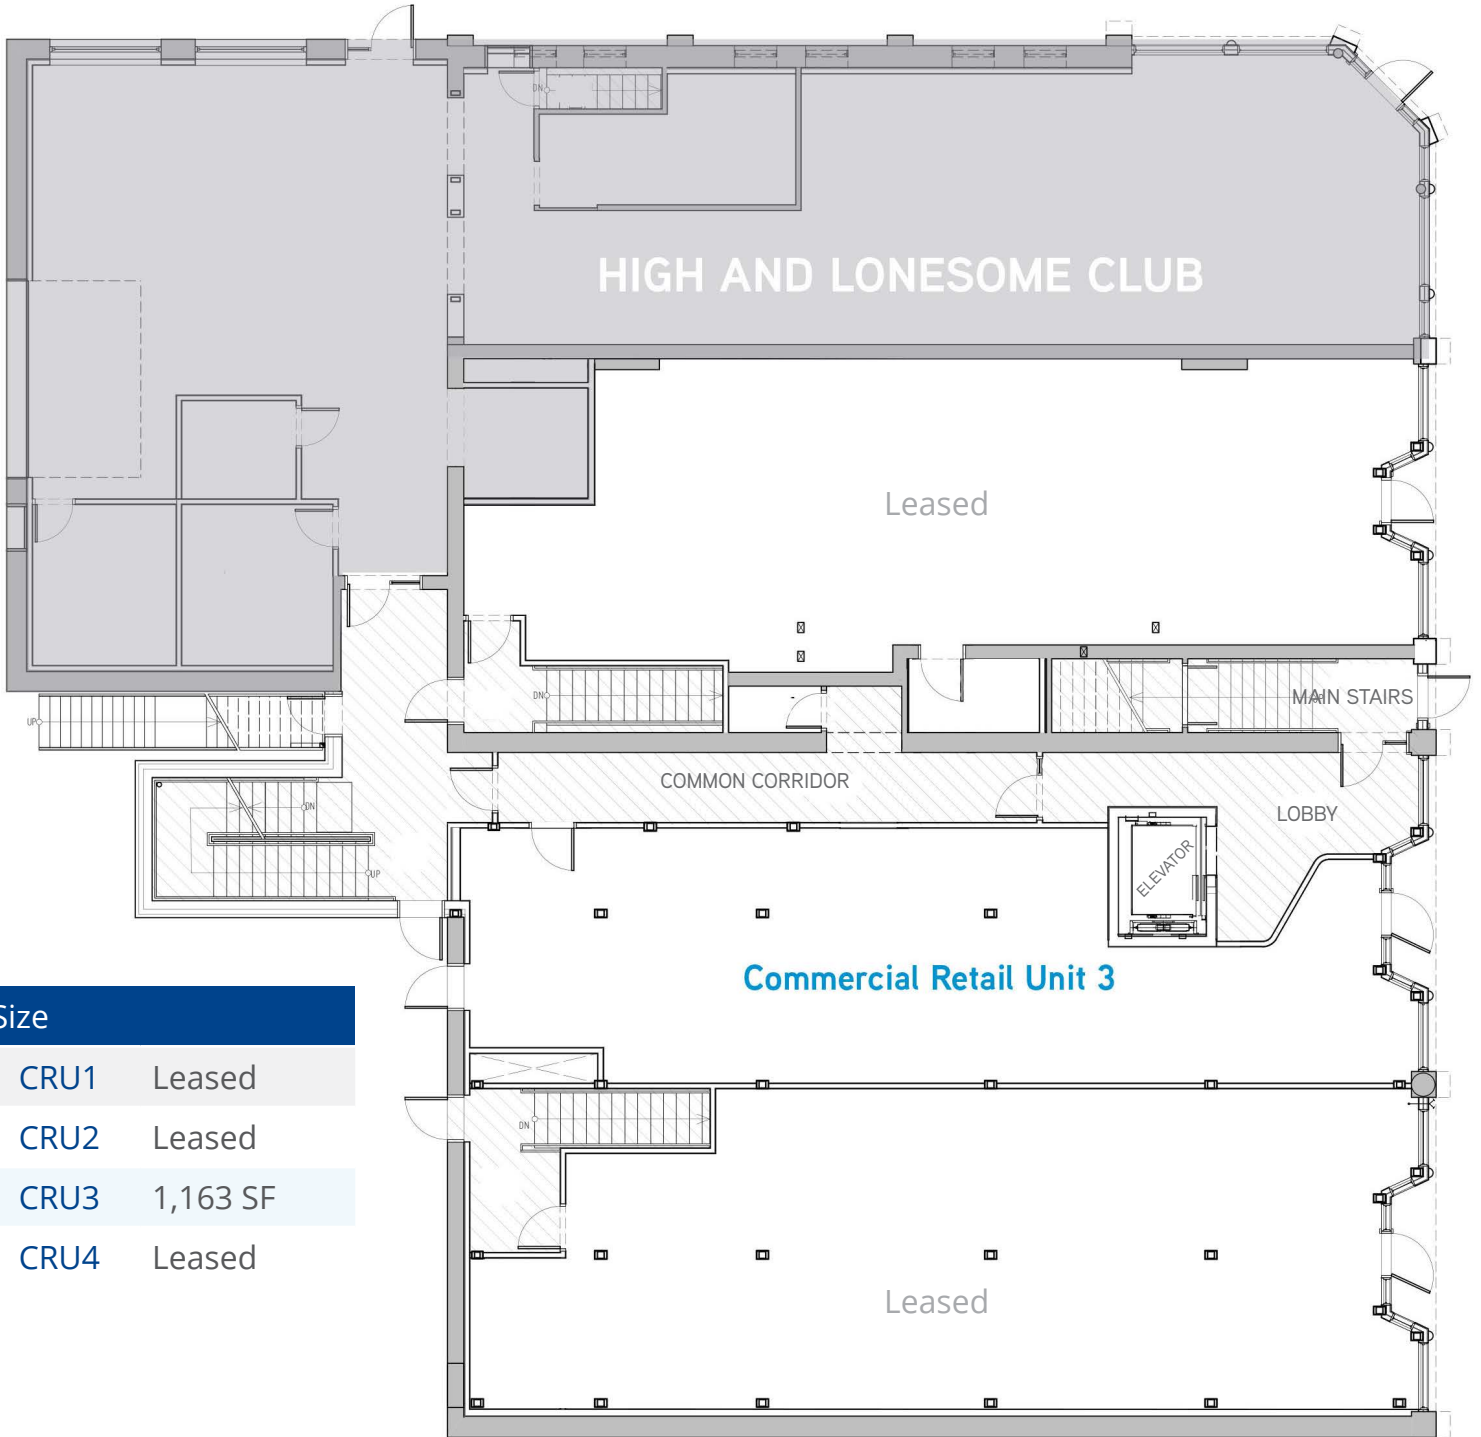 DN
HIGH AND LONESOME CLUB
Leased
DN
UP
MAIN STAIRS
COMMON CORRIDOR
LOBBY
DN
ELEVATOR
UP
Commercial Retail Unit 3
Size
CRU1 Leased
CRU2 Leased
CRU3 1,163 SF
CRU4 Leased
DN
Leased